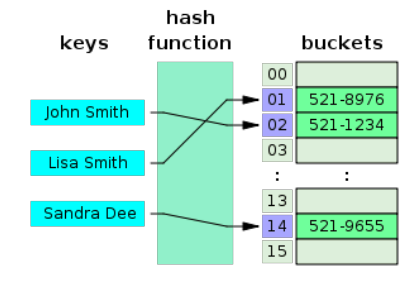 hash
keys function buckets
00
John Smith 01 521-8976
02 521-1234
Lisa Smith 03
: :
13
Sandra Dee 14 521-9655
15